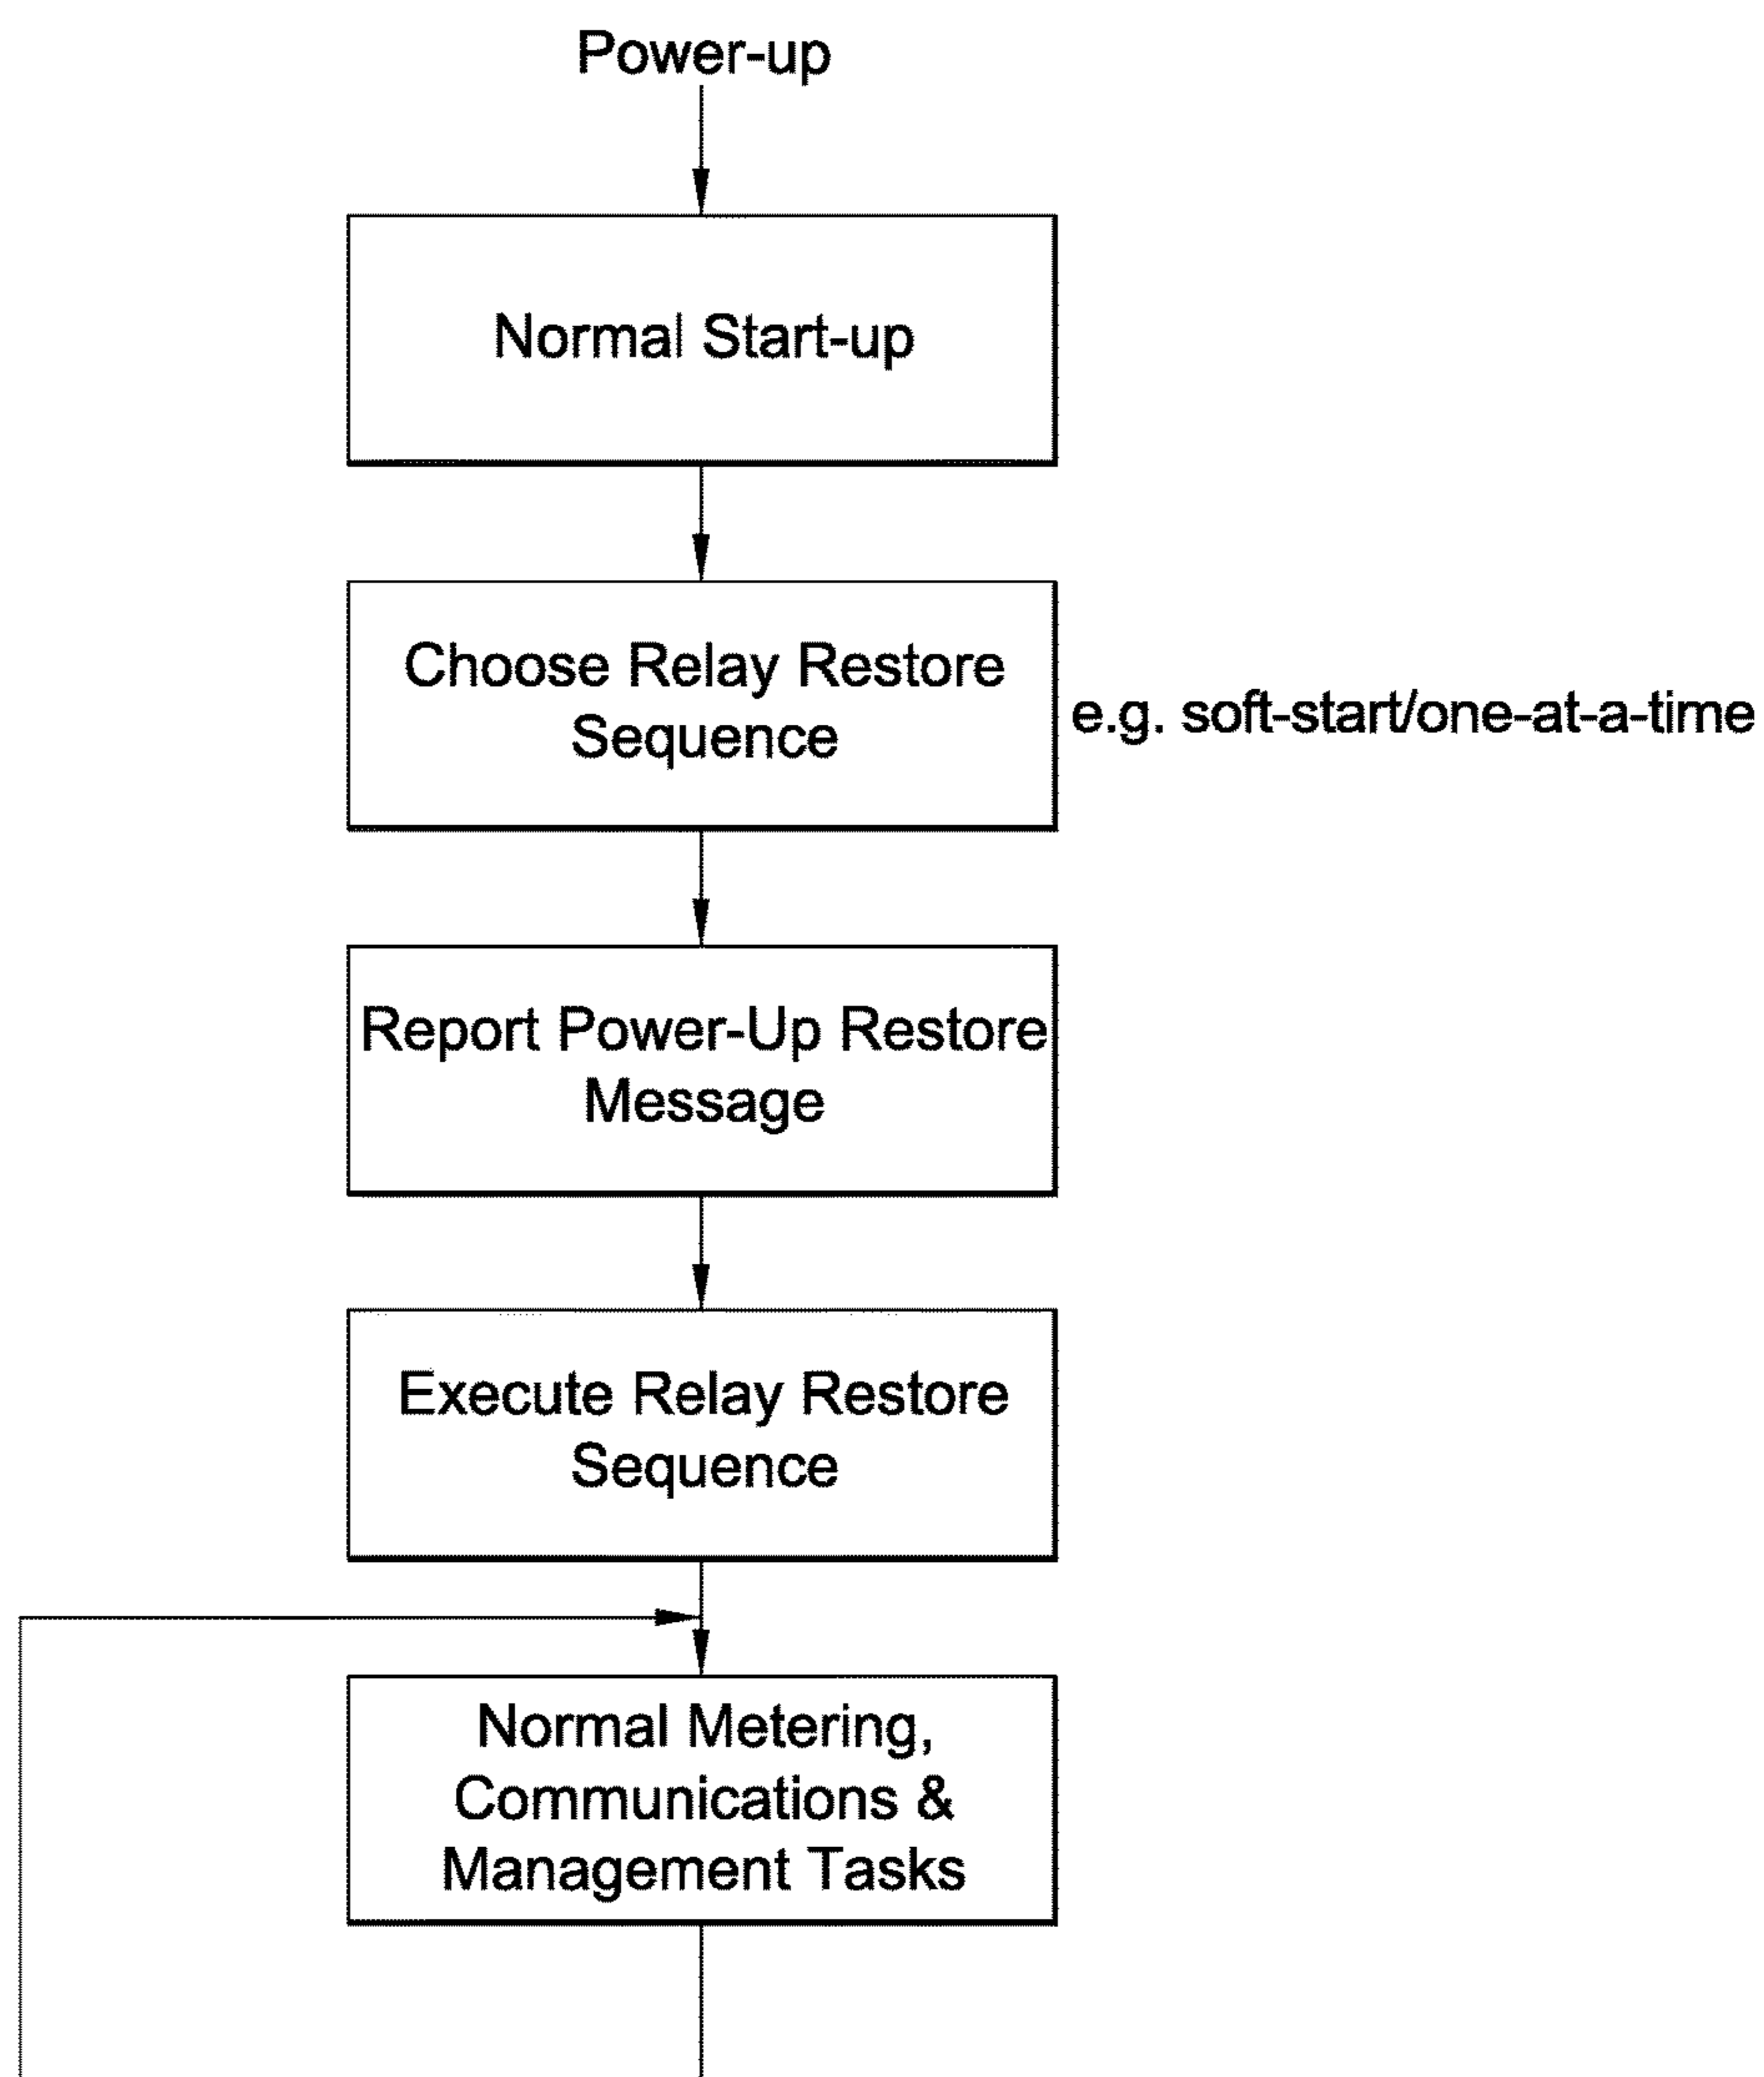 Power-up
Normal Start-up
Choose Relay Restore
Sequence
e.g. soft-start/one-at-a-time
Report Power-Up Restore
Message
Execute Relay Restore
Sequence
Normal Metering,
Communications &
Management Tasks